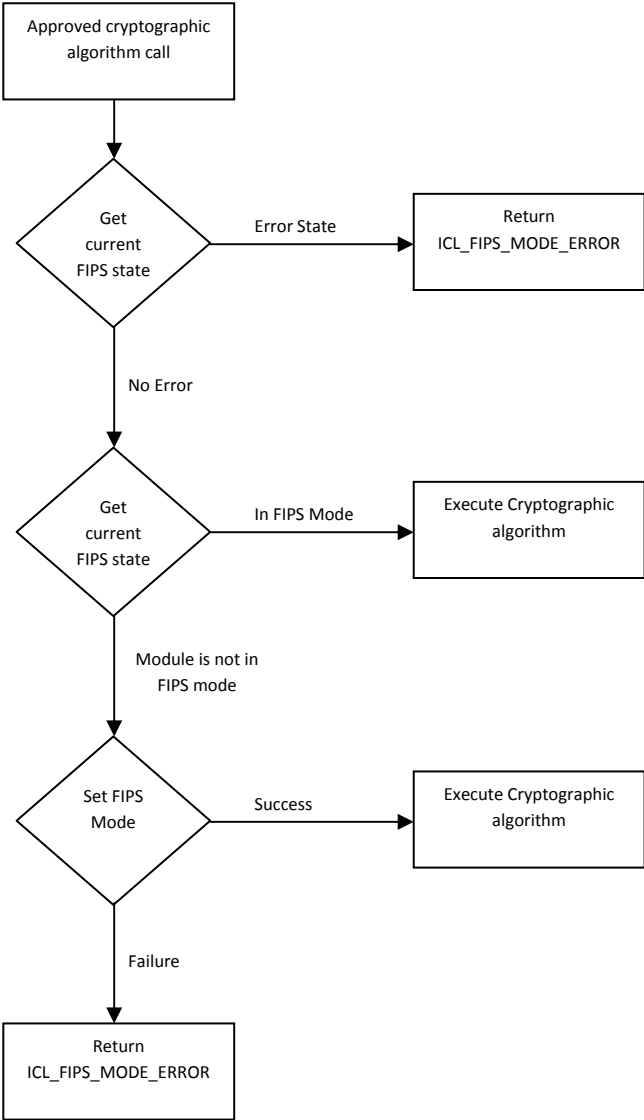 Approved cryptographic
algorithm call
Get
current
FIPS state
Error State
Return
ICL_FIPS_MODE_ERROR
No Error
Get
current
FIPS state
In FIPS Mode
Execute Cryptographic
algorithm
Module is not in
FIPS mode
Set FIPS
Mode
Success
Execute Cryptographic
algorithm
Failure
Return
ICL_FIPS_MODE_ERROR